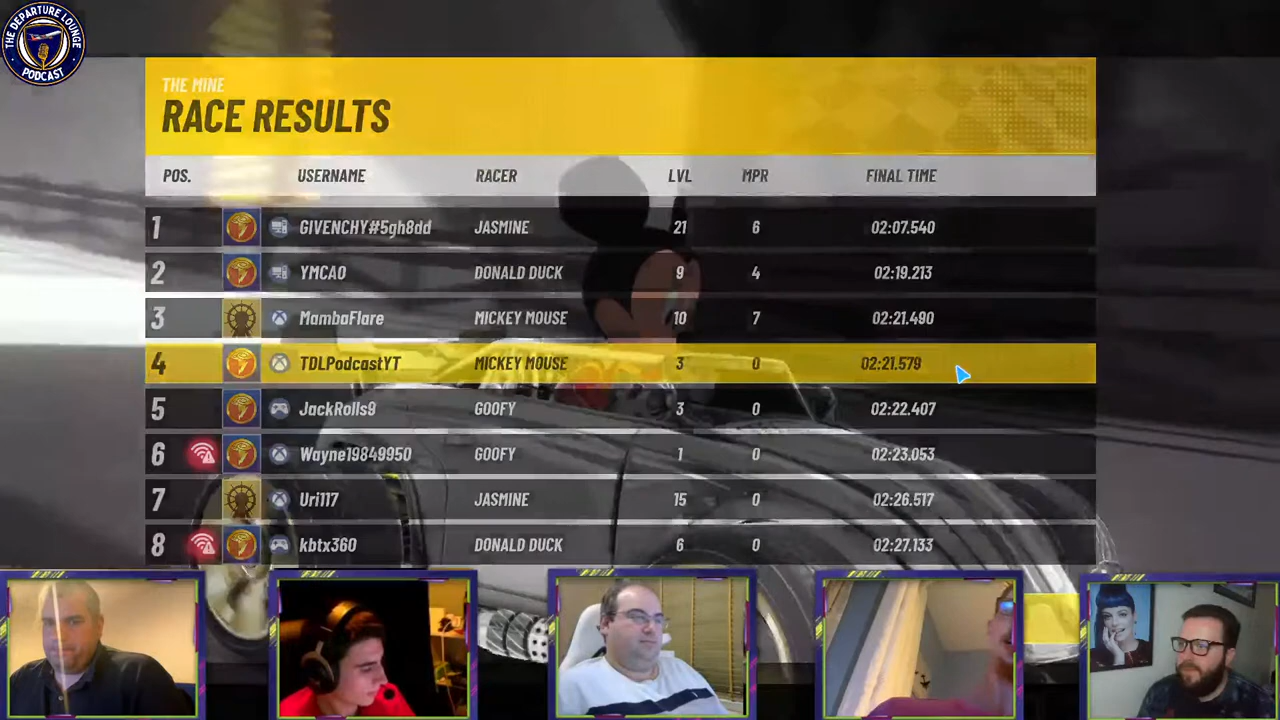 THE DEPARTURE LOUNGE
PODCAST
THE MINE
RACE RESULTS
POS. USERNAME RACER LVL MPR FINAL TIME
1 GIVENCHY#5gh8dd JASMINE 21 6 02:07.540
2 YMCAO DONALD DUCK 9 4 02:19.213
3 MambaFlare MICKEY MOUSE 10 7 02:21.490
4 TDLPodcastYT MICKEY MOUSE 3 0 02:21.579
5 JackRolls9 GOOFY 3 0 02:22.407
6 Wayne19849950 GOOFY 1 0 02:23.053
7 Uri117 JASMINE 15 0 02:26.517
8 kbtx360 DONALD DUCK 6 0 02:27.133